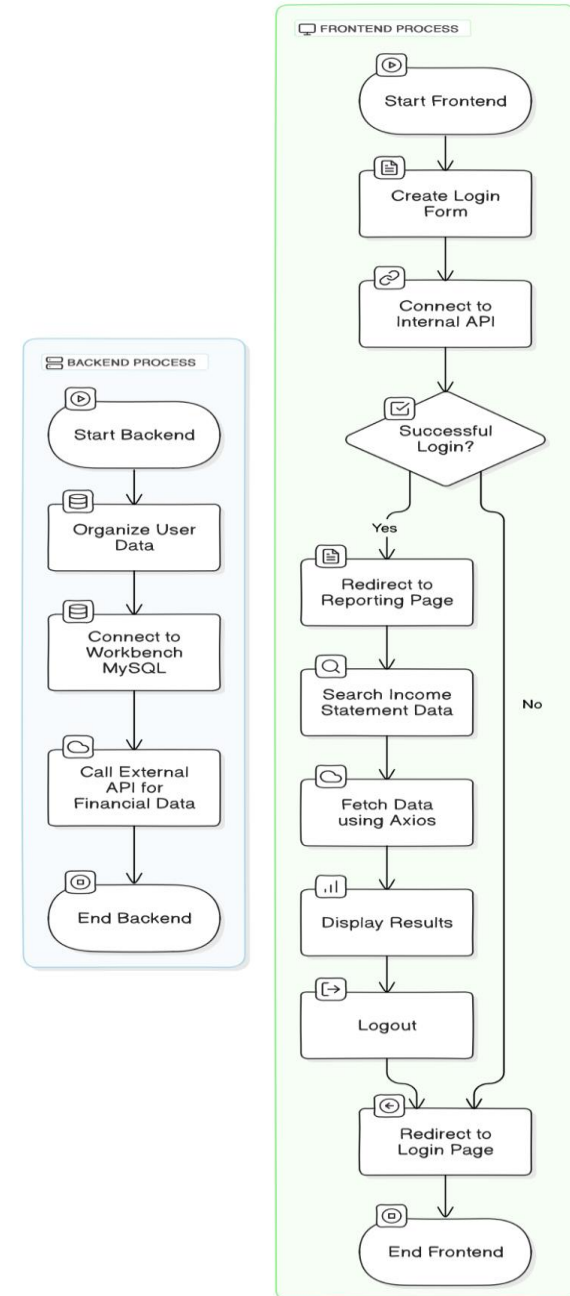 FRONTEND PROCESS
Start Frontend
Create Login
Form
Connect to
Internal API
Successful
Login?
Yes
No
Redirect to
Reporting Page
Search Income
Statement Data
Fetch Data
using Axios
Display Results
Logout
Redirect to
Login Page
End Frontend
BACKEND PROCESS
Start Backend
Organize User
Data
Connect to
Workbench
MySQL
Call External
API for
Financial Data
End Backend